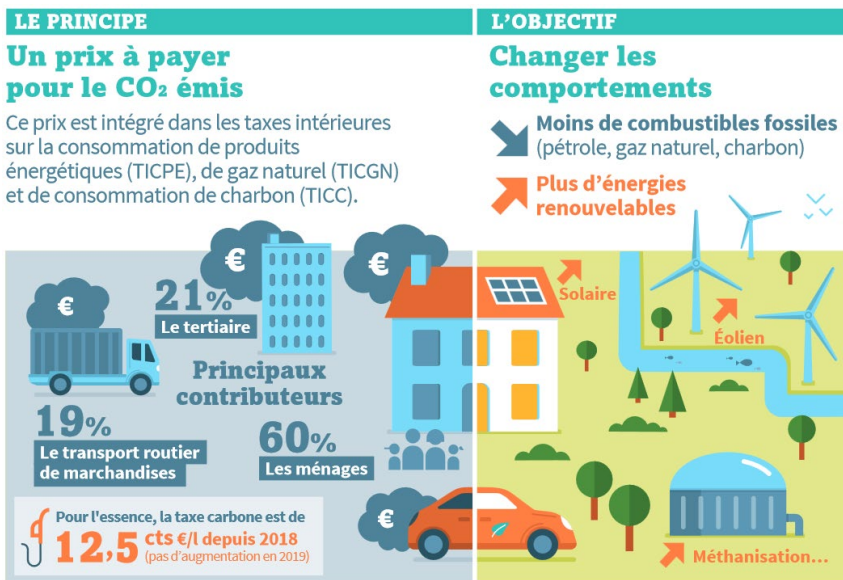 LE PRINCIPE
Un prix à payer
pour le CO₂ émis
Ce prix est intégré dans les taxes intérieures
sur la consommation de produits
énergétiques (TICPE), de gaz naturel (TICGN)
et de consommation de charbon (TICC).
€
€
€
21%
Le tertiaire
Principaux
contributeurs
19%
Le transport routier
de marchandises
60%
Les ménages
€
Pour l'essence, la taxe carbone est de
12,5 cts €/l depuis 2018
(pas d'augmentation en 2019)
L'OBJECTIF
Changer les
comportements
Moins de combustibles fossiles
(pétrole, gaz naturel, charbon)
Plus d'énergies
renouvelables
Solaire
Éolien
Méthanisation...